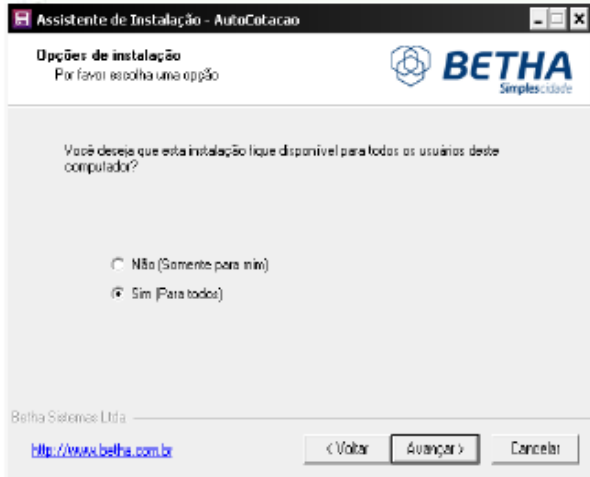 Assistente de Instalação - AutoCotacao
Opções de instalação
Por favor escolha uma opção
BETHA
Simplescidade
Você deseja que esta instalação fique disponível para todos os usuários deste
computador?
Não (Somente para mim)
Sim (Para todos)
Betha Sistemas Ltda
http://www.betha.com.br
< Voltar
Avançar >
Cancelar